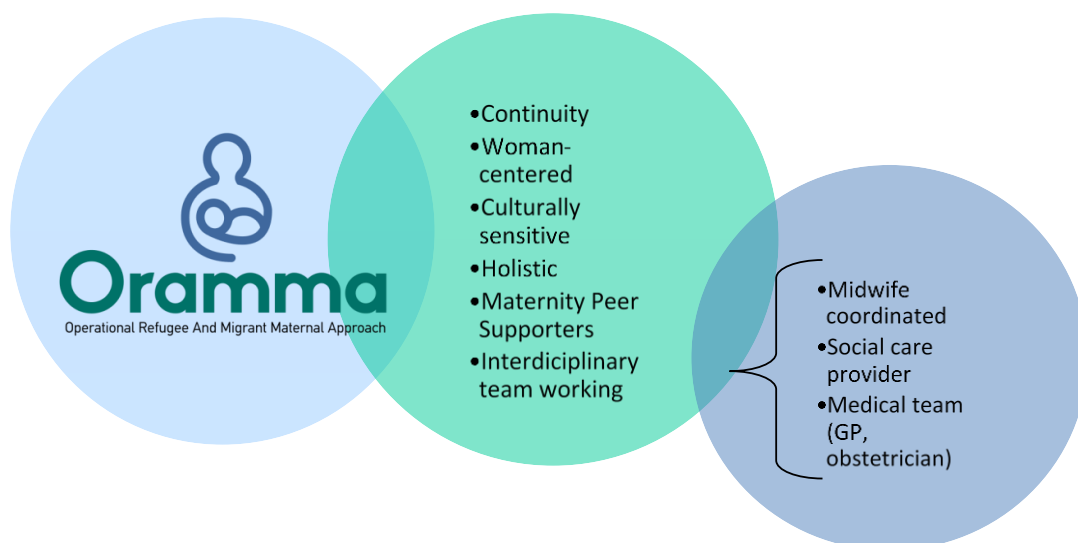 Oramma
Operational Refugee And Migrant Maternal Approach
•Continuity
•Woman-
centered
•Culturally
sensitive
•Holistic
•Maternity Peer
Supporters
•Interdiciplinary
team working
•Midwife
coordinated
•Social care
provider
•Medical team
(GP,
obstetrician)